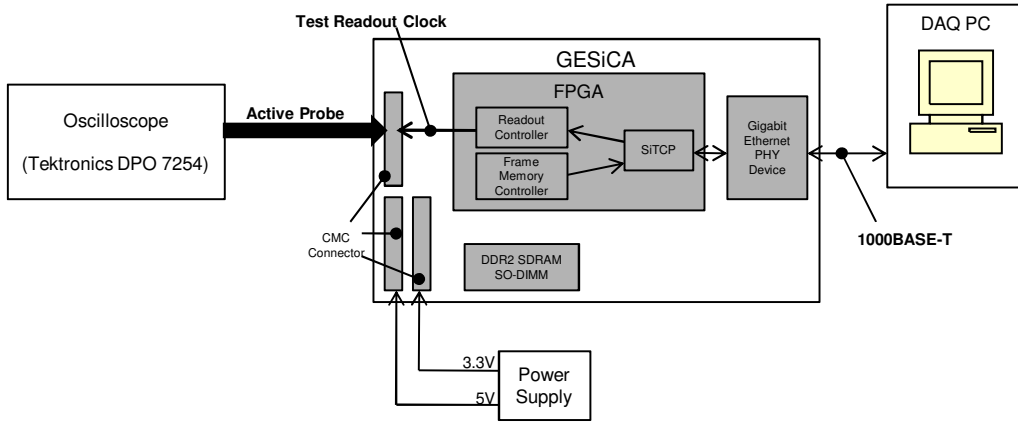 Test Readout Clock
DAQ PC
GESiCA
FPGA
Oscilloscope
(Tektronics DPO 7254)
Active Probe
Readout
Controller
SiTCP
Frame
Memory
Controller
Gigabit
Ethernet
PHY
Device
1000BASE-T
CMC
Connector
DDR2 SDRAM
SO-DIMM
3.3V
5V
Power
Supply